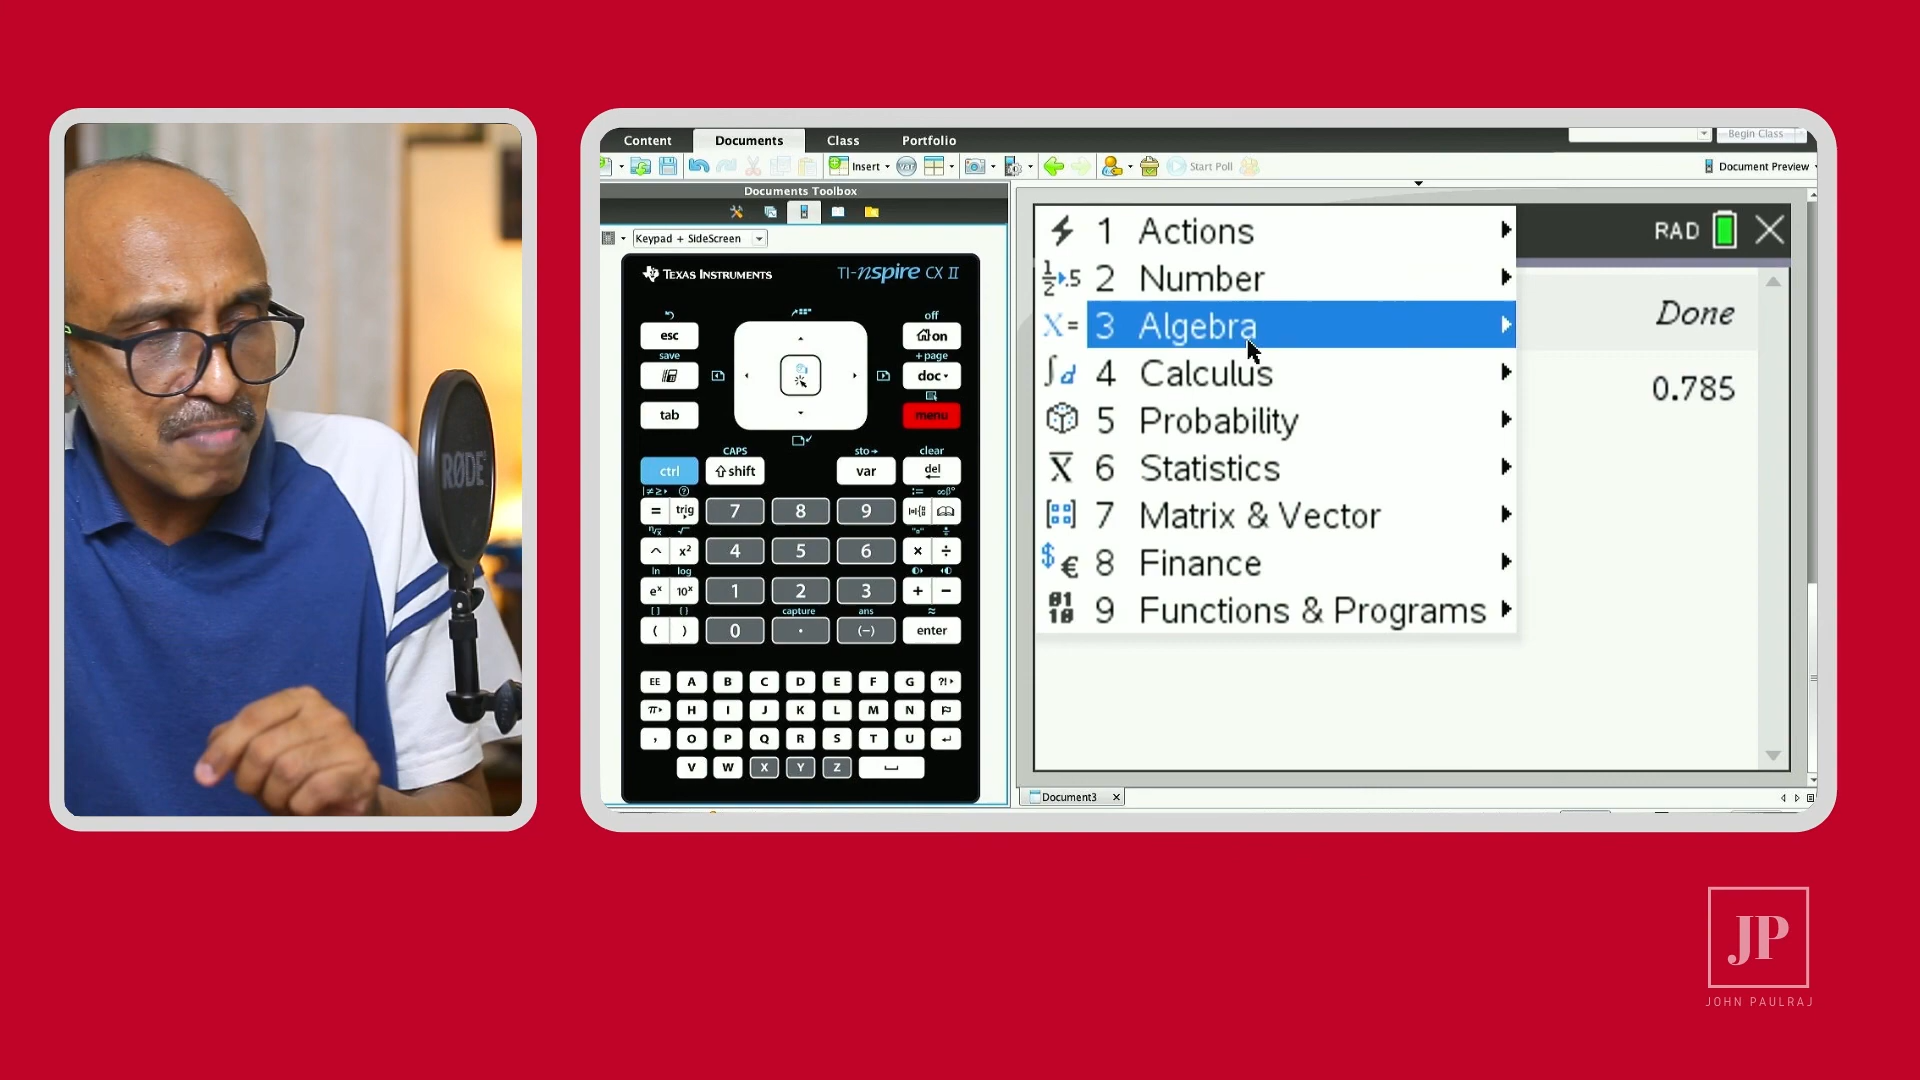 RØDE
Content Documents Class Portfolio
Begin Class
Insert
Start Poll
Document Preview
Documents Toolbox
Keypad + SideScreen
TEXAS INSTRUMENTS
TI-nspire CX II
esc
save
tab
off
on
+ page
doc
menu
CAPS
sto→
clear
ctrl
shift
var
del
= trig 7 8 9
^ x² 4 5 6 × ÷
ln log
eˣ 10ˣ 1 2 3 + −
[ ] { } capture ans ≈
( ) 0 . (−) enter
EE A B C D E F G ?!
π H I J K L M N
, O P Q R S T U
V W X Y Z
1 Actions
2 Number
3 Algebra
4 Calculus
5 Probability
6 Statistics
7 Matrix & Vector
8 Finance
9 Functions & Programs
RAD
Done
0.785
Document3
JP
JOHN PAULRAJ